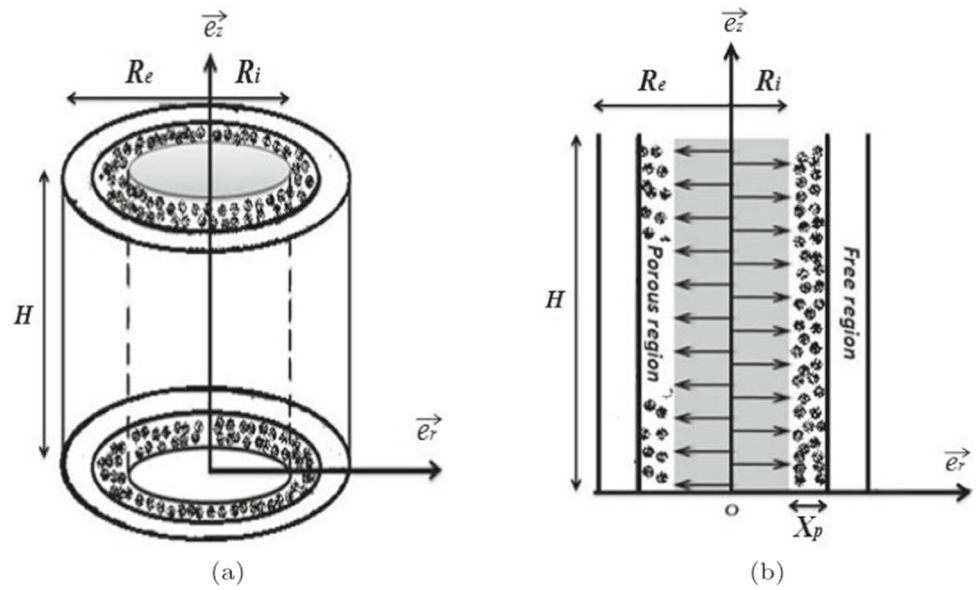 e_z
R_e R_i
H
e_r
(a)
e_z
R_e R_i
H
Porous region
Free region
e_r
o
X_p
(b)